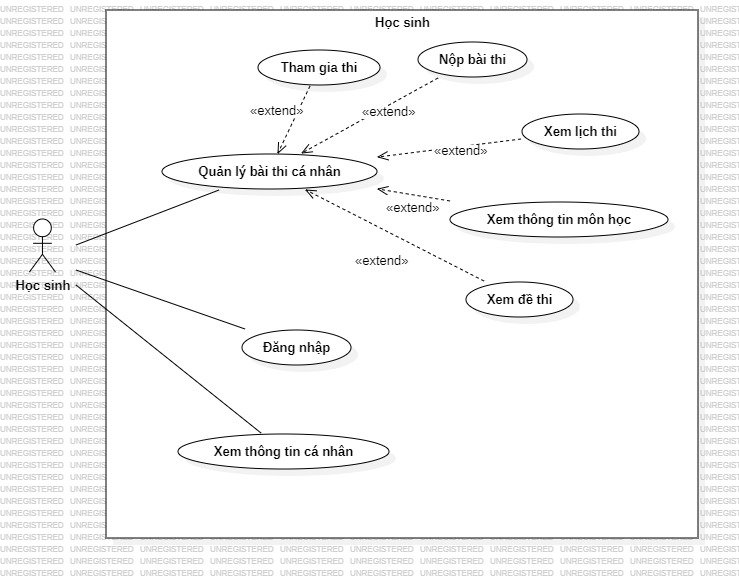 Học sinh
Tham gia thi
Nộp bài thi
«extend»
«extend»
Xem lịch thi
«extend»
Quản lý bài thi cá nhân
«extend»
Xem thông tin môn học
«extend»
Học sinh
Xem đề thi
Đăng nhập
Xem thông tin cá nhân
UNREGISTERED